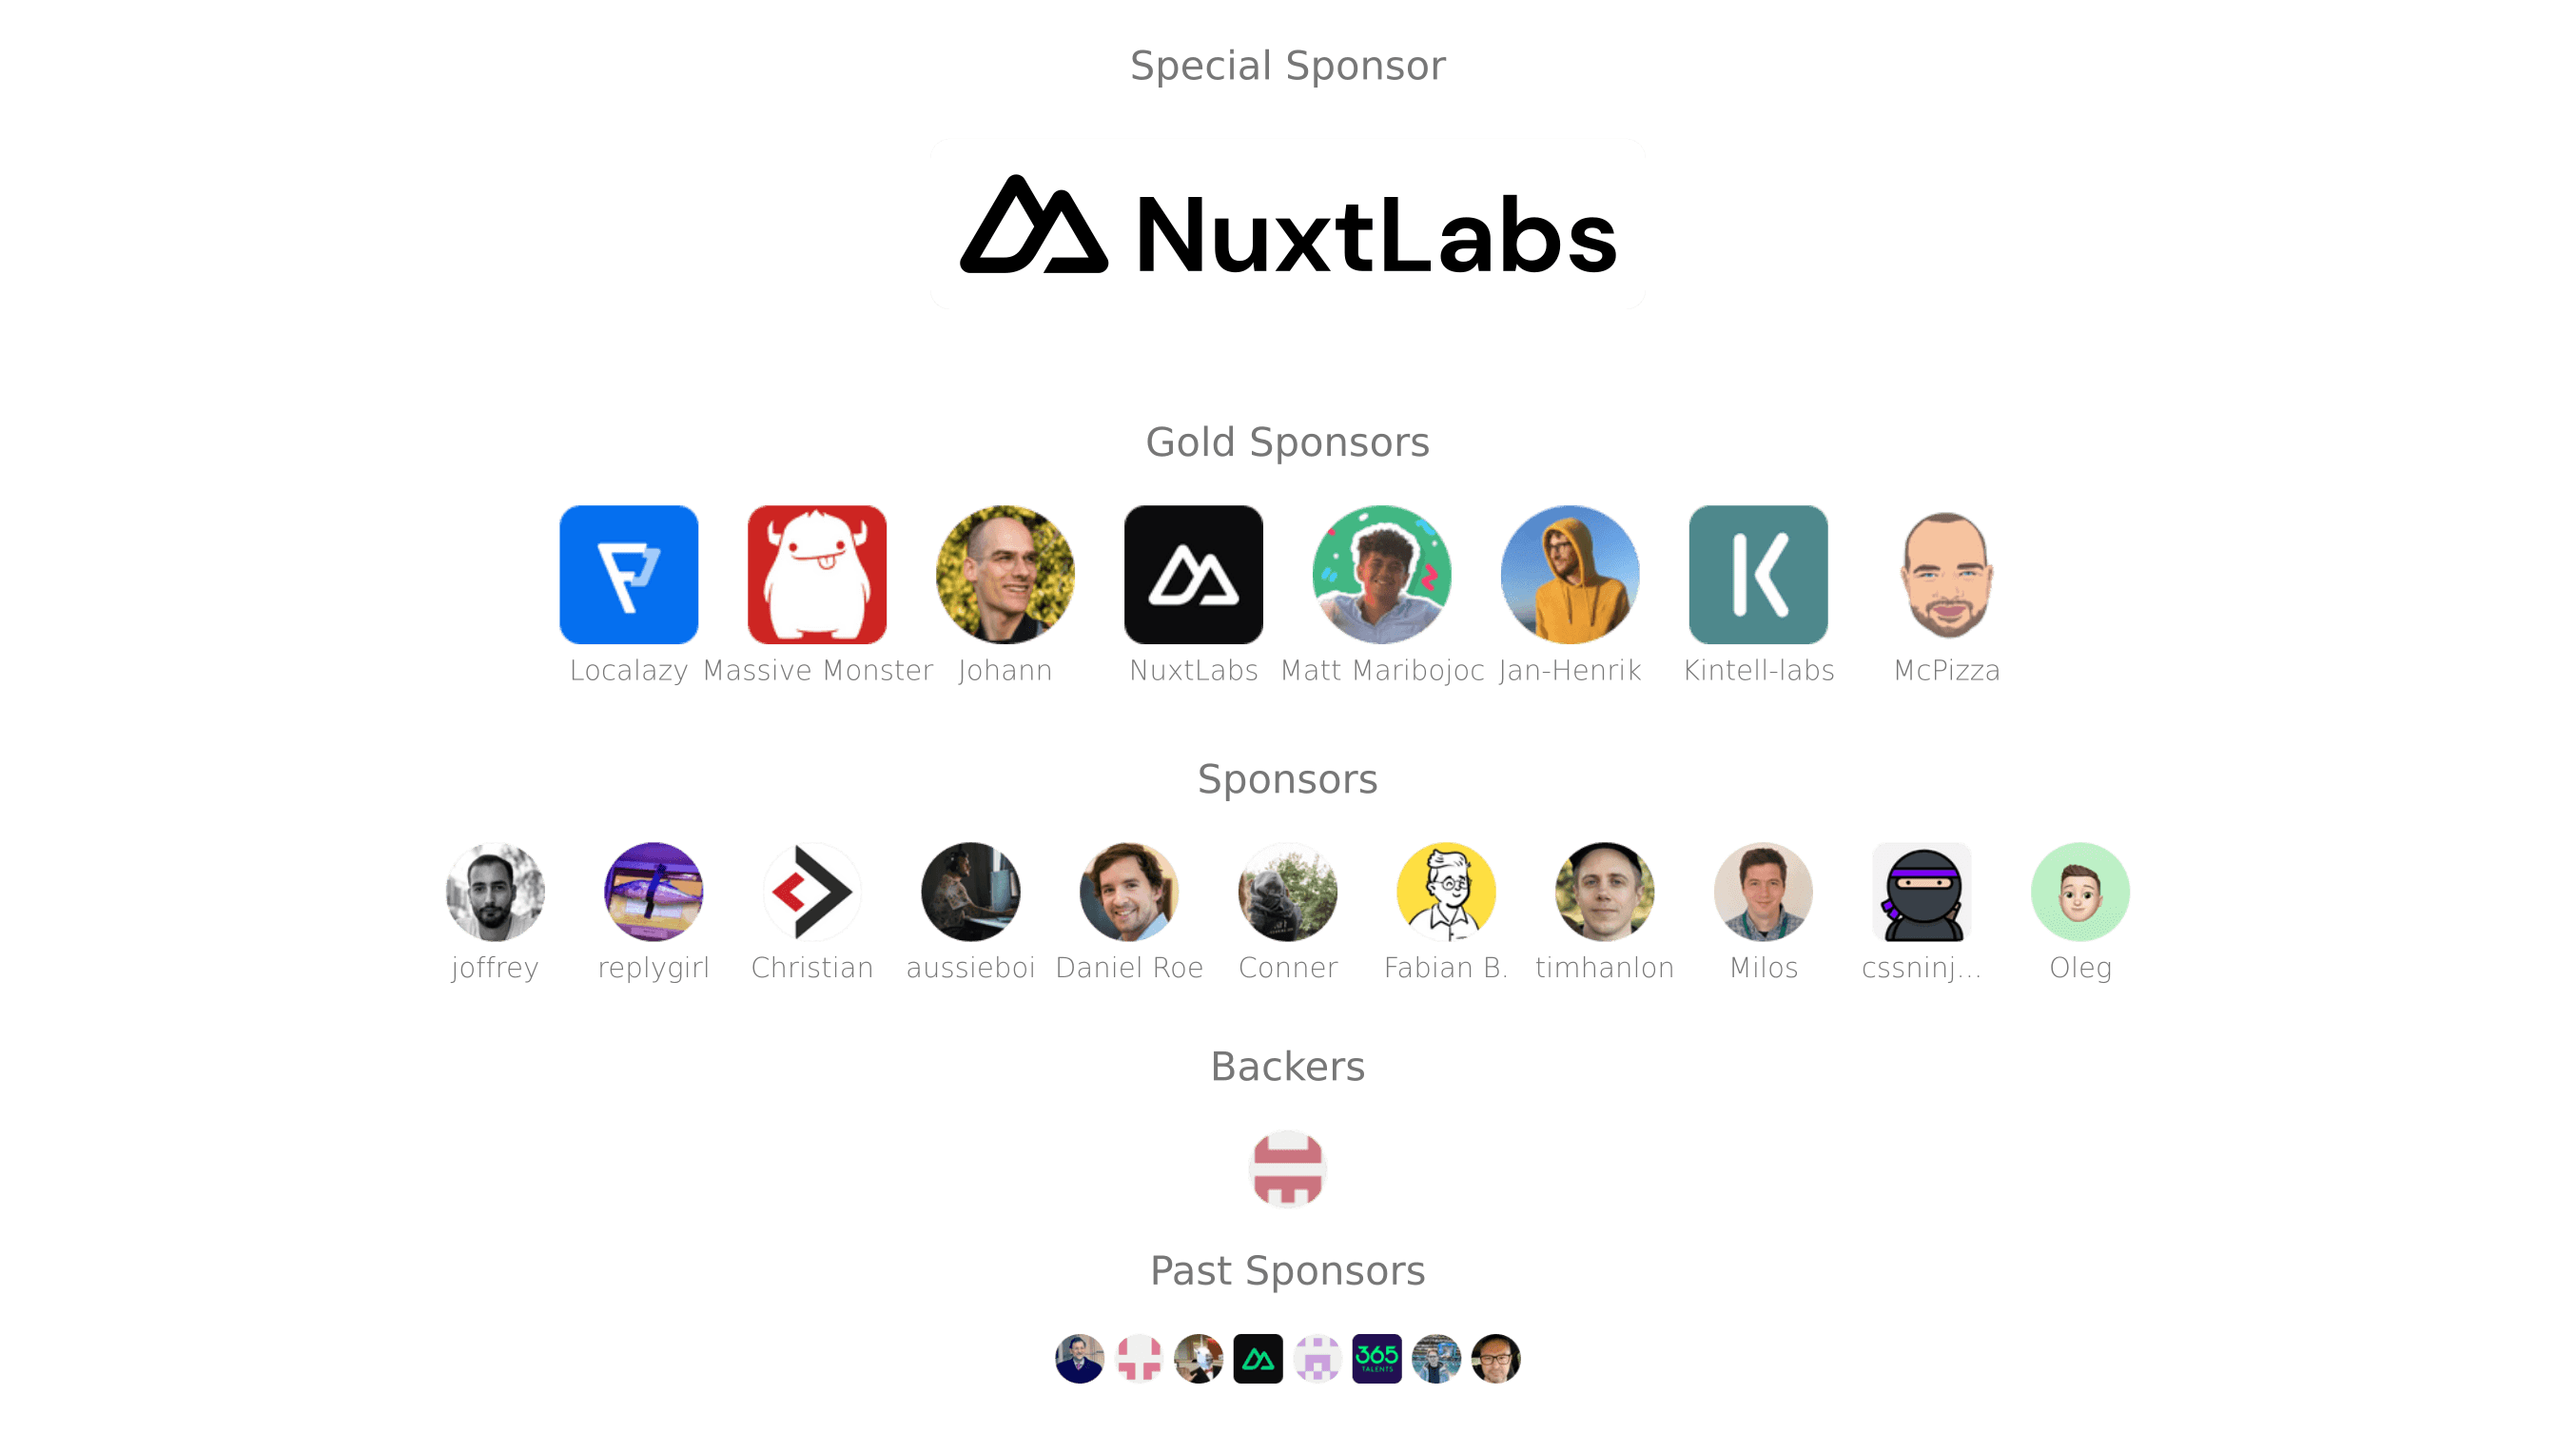 Special Sponsor
NuxtLabs
Gold Sponsors
Localazy Massive Monster Johann NuxtLabs Matt Maribojoc Jan-Henrik Kintell-labs McPizza
Sponsors
joffrey replygirl Christian aussieboi Daniel Roe Conner Fabian B. timhanlon Milos cssninj... Oleg
Backers
Past Sponsors
365
TALENTS